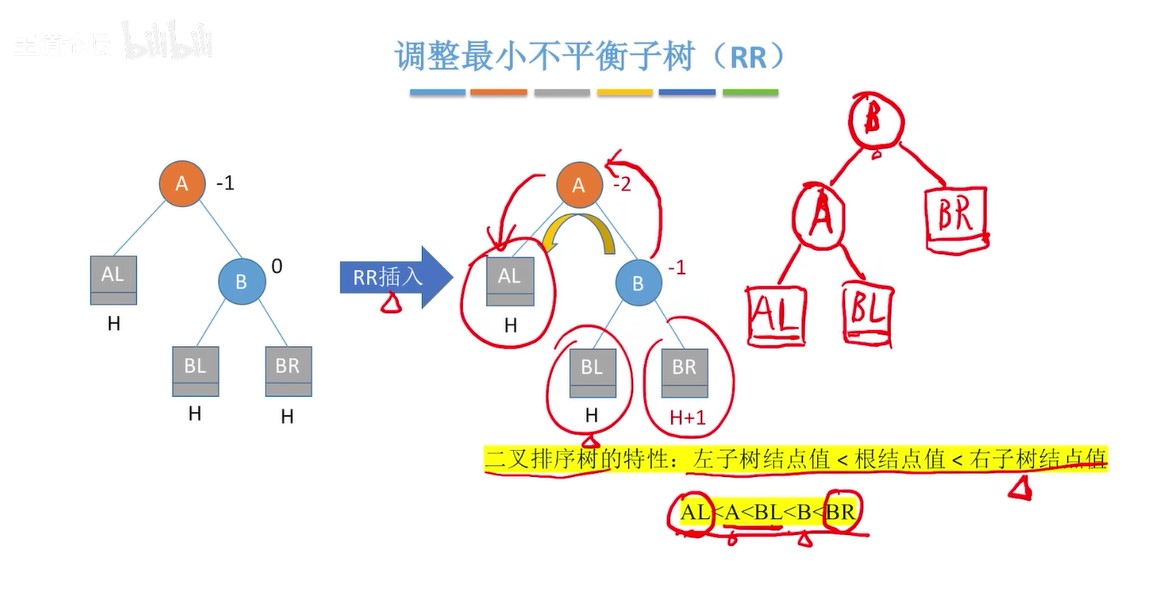 bilibili
调整最小不平衡子树（RR）
A -1
B 0
AL
H
BL
H
BR
H
RR插入
A -2
B -1
AL
H
BL
H
BR
H+1
B
A
BR
AL
BL
二叉排序树的特性：左子树结点值 < 根结点值 < 右子树结点值
AL<A<BL<B<BR